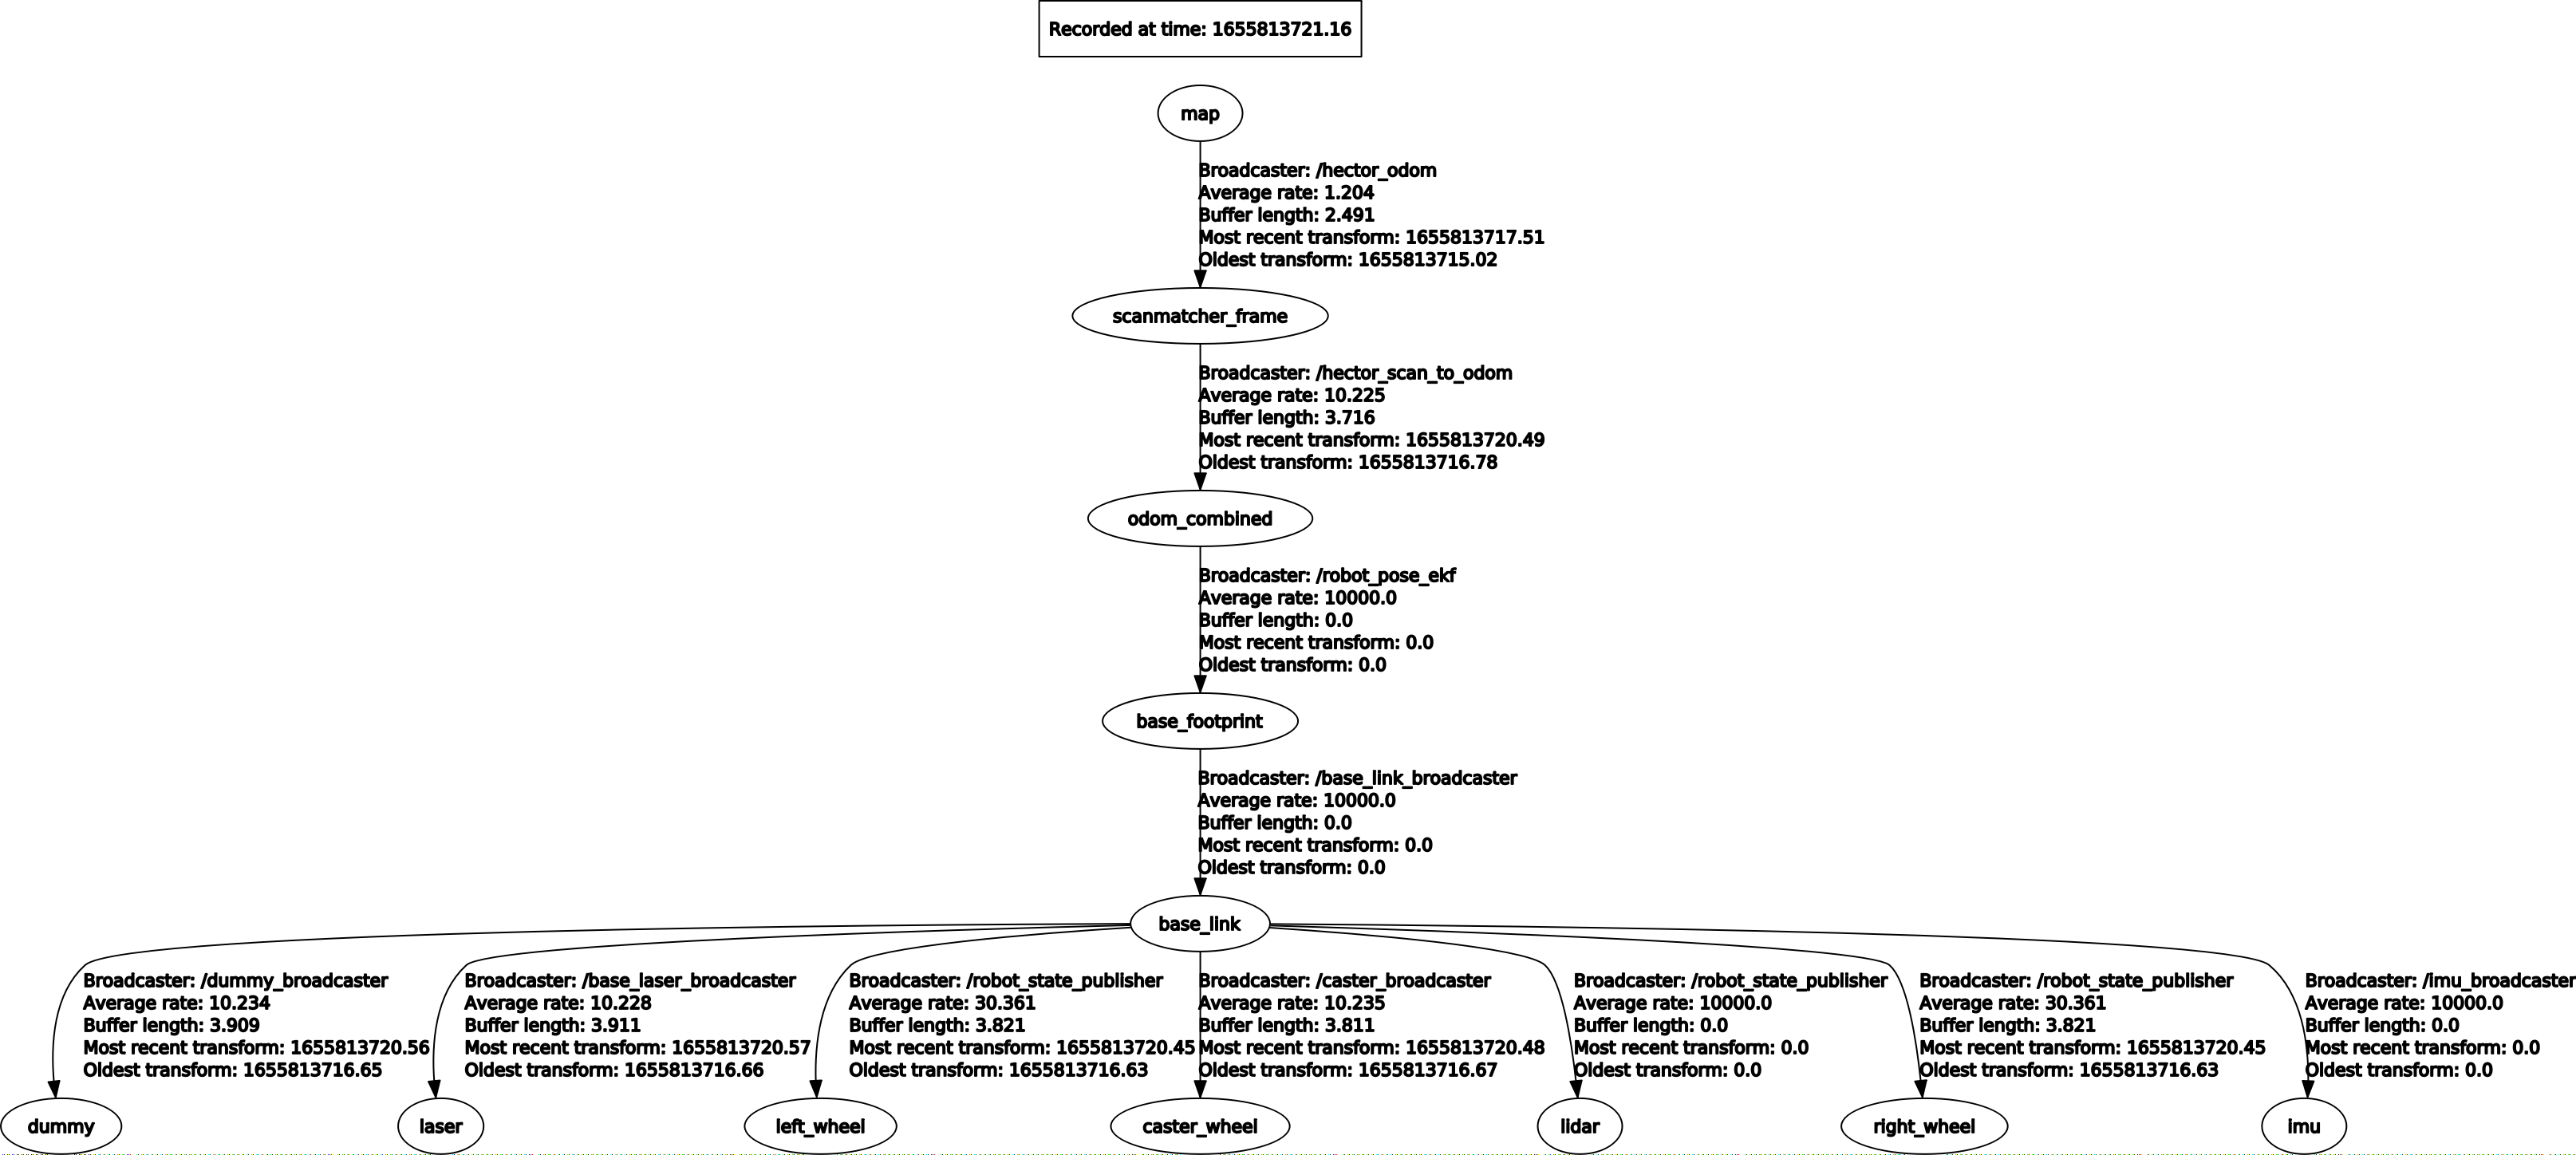 Recorded at time: 1655813721.16
map
Broadcaster: /hector_odom
Average rate: 1.204
Buffer length: 2.491
Most recent transform: 1655813717.51
Oldest transform: 1655813715.02
scanmatcher_frame
Broadcaster: /hector_scan_to_odom
Average rate: 10.225
Buffer length: 3.716
Most recent transform: 1655813720.49
Oldest transform: 1655813716.78
odom_combined
Broadcaster: /robot_pose_ekf
Average rate: 10000.0
Buffer length: 0.0
Most recent transform: 0.0
Oldest transform: 0.0
base_footprint
Broadcaster: /base_link_broadcaster
Average rate: 10000.0
Buffer length: 0.0
Most recent transform: 0.0
Oldest transform: 0.0
base_link
Broadcaster: /dummy_broadcaster
Average rate: 10.234
Buffer length: 3.909
Most recent transform: 1655813720.56
Oldest transform: 1655813716.65
Broadcaster: /base_laser_broadcaster
Average rate: 10.228
Buffer length: 3.911
Most recent transform: 1655813720.57
Oldest transform: 1655813716.66
Broadcaster: /robot_state_publisher
Average rate: 30.361
Buffer length: 3.821
Most recent transform: 1655813720.45
Oldest transform: 1655813716.63
Broadcaster: /caster_broadcaster
Average rate: 10.235
Buffer length: 3.811
Most recent transform: 1655813720.48
Oldest transform: 1655813716.67
Broadcaster: /robot_state_publisher
Average rate: 10000.0
Buffer length: 0.0
Most recent transform: 0.0
Oldest transform: 0.0
Broadcaster: /robot_state_publisher
Average rate: 30.361
Buffer length: 3.821
Most recent transform: 1655813720.45
Oldest transform: 1655813716.63
Broadcaster: /imu_broadcaster
Average rate: 10000.0
Buffer length: 0.0
Most recent transform: 0.0
Oldest transform: 0.0
dummy
laser
left_wheel
caster_wheel
lidar
right_wheel
imu